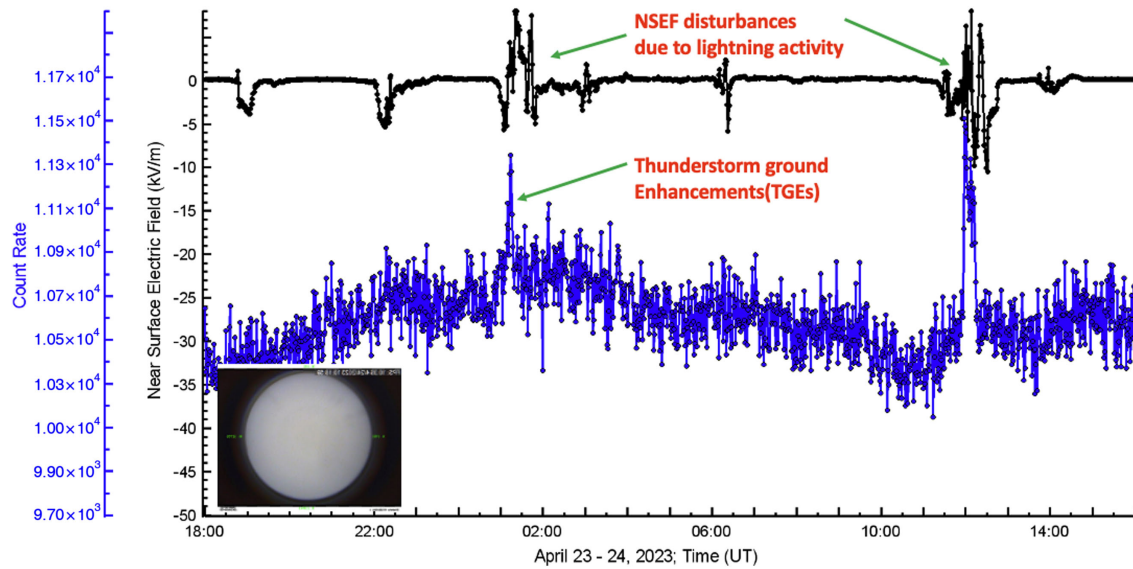 NSEF disturbances
due to lightning activity
Thunderstorm ground
Enhancements(TGEs)
Count Rate
1.17×10⁴
1.15×10⁴
1.13×10⁴
1.11×10⁴
1.09×10⁴
1.07×10⁴
1.05×10⁴
1.03×10⁴
1.00×10⁴
9.90×10³
9.70×10³
Near Surface Electric Field (kV/m)
0
-5
-10
-15
-20
-25
-30
-35
-40
-45
-50
18:00 22:00 02:00 06:00 10:00 14:00
April 23 - 24, 2023; Time (UT)